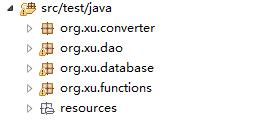 src/test/java
org.xu.converter
org.xu.dao
org.xu.database
org.xu.functions
resources